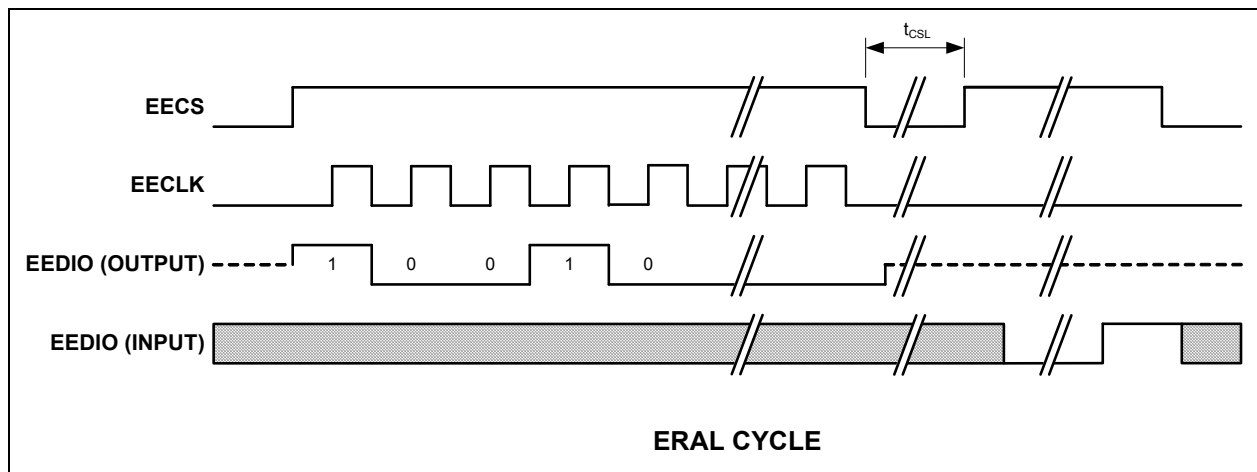 tCSL
EECS
EECLK
EEDIO (OUTPUT) 1 0 0 1 0
EEDIO (INPUT)
ERAL CYCLE